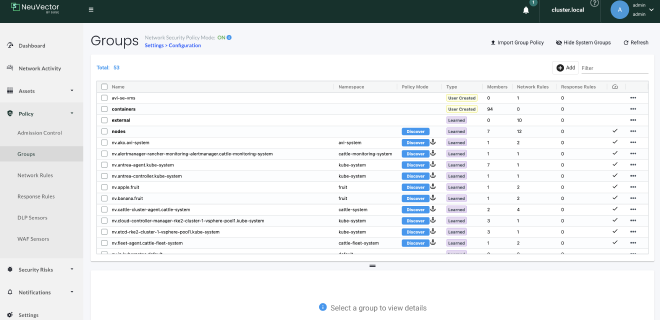 NeuVector
BY SUSE
1
cluster.local
A
admin
admin
Dashboard
Network Activity
Assets
Policy
Admission Control
Groups
Network Rules
Response Rules
DLP Sensors
WAF Sensors
Security Risks
Notifications
Settings
Groups
Network Security Policy Mode: ON
Settings > Configuration
Import Group Policy
Hide System Groups
Refresh
Total: 53
Add
Filter
Name Namespace Policy Mode Type Members Network Rules Response Rules
avi-se-vms User Created 0 1 0
containers User Created 94 0 0
external Learned 0 10 0
nodes Discover Learned 7 12 0
nv.ako.avi-system avi-system Discover Learned 1 2 0
nv.alertmanager-rancher-monitoring-alertmanager.cattle-monitoring-system cattle-monitoring-system Discover Learned 1 1 0
nv.antrea-agent.kube-system kube-system Discover Learned 7 1 0
nv.antrea-controller.kube-system kube-system Discover Learned 1 1 0
nv.apple.fruit fruit Discover Learned 1 2 0
nv.banana.fruit fruit Discover Learned 1 2 0
nv.cattle-cluster-agent.cattle-system cattle-system Discover Learned 2 4 0
nv.cloud-controller-manager-rke2-cluster-1-vsphere-pool1.kube-system kube-system Discover Learned 3 1 0
nv.etcd-rke2-cluster-1-vsphere-pool1.kube-system kube-system Discover Learned 3 1 0
nv.fleet-agent.cattle-fleet-system cattle-fleet-system Discover Learned 1 2 0
Select a group to view details